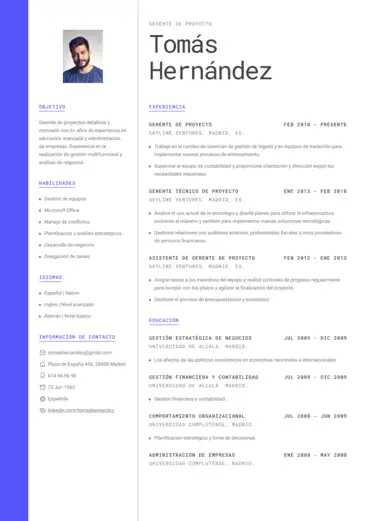 GERENTE DE PROYECTO
Tomás
Hernández
OBJETIVO
Gerente de proyectos detallista y
motivado con 6+ años de experiencia en
educación avanzada y administración
de empresas. Experiencia en la
realización de gestión multifuncional y
análisis de negocios.
HABILIDADES
Gestión de equipos
Microsoft Office
Manejo de conflictos
Planificación y análisis estratégicos
Desarrollo de negocios
Delegación de tareas
IDIOMAS
Español | Nativo
Inglés | Nivel avanzado
Alemán | Nivel básico
INFORMACIÓN DE CONTACTO
tomashernandez@gmail.com
Plaza de España 46, 28080 Madrid
614 94 56 98
23 Jun 1983
Española
linkedin.com/tomashernandez
EXPERIENCIA
GERENTE DE PROYECTO FEB 2018 - PRESENTE
SKYLINE VENTURES. MADRID, ES.
Trabajé en el cambio de sistemas de gestión de legado y en equipos de transición para
implementar nuevos procesos de entrenamiento.
Supervisé al equipo de contabilidad y proporcioné orientación y dirección según las
necesidades requeridas.
GERENTE TÉCNICO DE PROYECTO ENE 2013 - FEB 2018
SKYLINE VENTURES. MADRID, ES.
Analicé el uso actual de la tecnología y diseñé planes para utilizar la infraestructura
existente al máximo y también para implementar nuevas soluciones tecnológicas.
Gestioné relaciones con auditores externos, profesionales fiscales y otros proveedores
de servicios financieros.
ASISTENTE DE GERENTE DE PROYECTO FEB 2012 - ENE 2013
SKYLINE VENTURES. MADRID, ES.
Asigné tareas a los miembros del equipo y realicé controles de progreso regularmente
para cumplir con los plazos y agilizar la finalización del proyecto.
Gestioné el proceso de presupuestación y pronóstico.
EDUCACIÓN
GESTIÓN ESTRATÉGICA DE NEGOCIOS JUL 2009 - DIC 2009
UNIVERSIDAD DE ALCALÁ. MADRID.
Los efectos de las políticas económicas en economías nacionales e internacionales
GESTIÓN FINANCIERA Y CONTABILIDAD JUL 2009 - DIC 2009
UNIVERSIDAD DE ALCALÁ. MADRID.
Gestión financiera y contabilidad.
COMPORTAMIENTO ORGANIZACIONAL JUL 2008 - JUN 2009
UNIVERSIDAD COMPLUTENSE. MADRID.
Planificación estratégica y toma de decisiones.
ADMINISTRACIÓN DE EMPRESAS ENE 2008 - MAY 2008
UNIVERSIDAD COMPLUTENSE. MADRID.